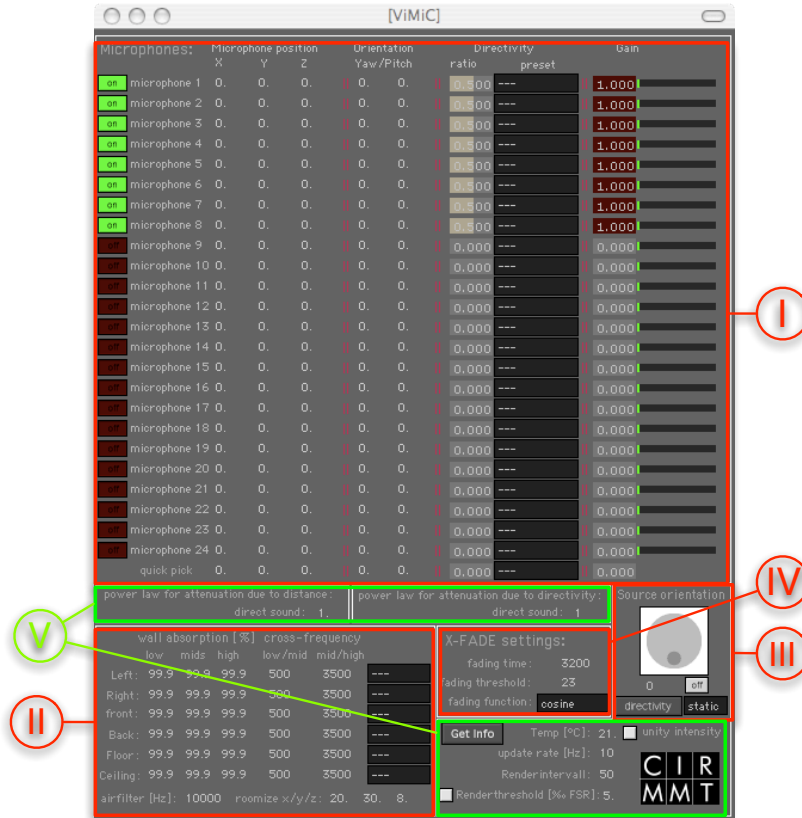 [ViMiC]
Microphones: Microphone position Orientation Directivity Gain
X Y Z Yaw/Pitch ratio preset
on microphone 1 0. 0. 0. 0. 0. 0.500 --- 1.000
on microphone 2 0. 0. 0. 0. 0. 0.500 --- 1.000
on microphone 3 0. 0. 0. 0. 0. 0.500 --- 1.000
on microphone 4 0. 0. 0. 0. 0. 0.500 --- 1.000
on microphone 5 0. 0. 0. 0. 0. 0.500 --- 1.000
on microphone 6 0. 0. 0. 0. 0. 0.500 --- 1.000
on microphone 7 0. 0. 0. 0. 0. 0.500 --- 1.000
on microphone 8 0. 0. 0. 0. 0. 0.500 --- 1.000
off microphone 9 0. 0. 0. 0. 0. 0.000 --- 0.000
off microphone 10 0. 0. 0. 0. 0. 0.000 --- 0.000
off microphone 11 0. 0. 0. 0. 0. 0.000 --- 0.000
off microphone 12 0. 0. 0. 0. 0. 0.000 --- 0.000
off microphone 13 0. 0. 0. 0. 0. 0.000 --- 0.000
off microphone 14 0. 0. 0. 0. 0. 0.000 --- 0.000
off microphone 15 0. 0. 0. 0. 0. 0.000 --- 0.000
off microphone 16 0. 0. 0. 0. 0. 0.000 --- 0.000
off microphone 17 0. 0. 0. 0. 0. 0.000 --- 0.000
off microphone 18 0. 0. 0. 0. 0. 0.000 --- 0.000
off microphone 19 0. 0. 0. 0. 0. 0.000 --- 0.000
off microphone 20 0. 0. 0. 0. 0. 0.000 --- 0.000
off microphone 21 0. 0. 0. 0. 0. 0.000 --- 0.000
off microphone 22 0. 0. 0. 0. 0. 0.000 --- 0.000
off microphone 23 0. 0. 0. 0. 0. 0.000 --- 0.000
off microphone 24 0. 0. 0. 0. 0. 0.000 --- 0.000
quick pick 0. 0. 0. 0. 0. 0.000 --- 0.000
I
power law for attenuation due to distance:
direct sound: 1.
power law for attenuation due to directivity:
direct sound: 1
Source orientation
0 off
directivity static
IV
III
V
II
wall absorption [%] cross-frequency
low mids high low/mid mid/high
Left: 99.9 99.9 99.9 500 3500 ---
Right: 99.9 99.9 99.9 500 3500 ---
front: 99.9 99.9 99.9 500 3500 ---
Back: 99.9 99.9 99.9 500 3500 ---
Floor: 99.9 99.9 99.9 500 3500 ---
Ceiling: 99.9 99.9 99.9 500 3500 ---
airfilter [Hz]: 10000 roomize x/y/z: 20. 30. 8.
X-FADE settings:
fading time: 3200
fading threshold: 23
fading function: cosine
Get Info Temp [ºC]: 21. unity intensity
update rate [Hz]: 10
Renderintervall: 50
Renderthreshold [‰ FSR]: 5.
CIR
MMT